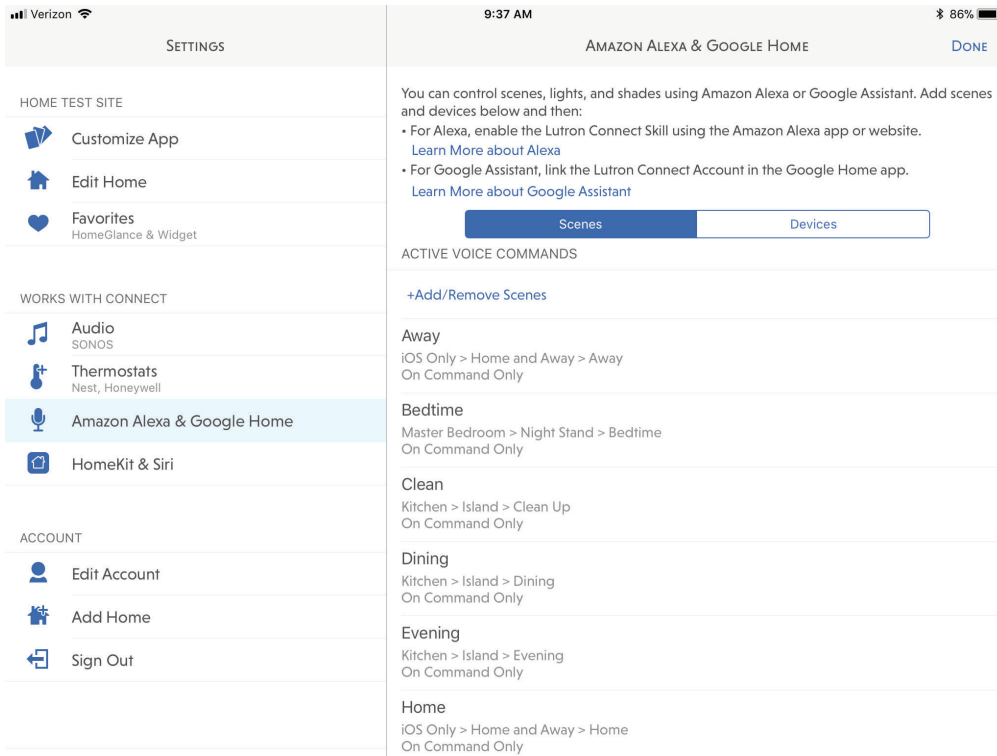 Verizon
9:37 AM
86%
SETTINGS
HOME TEST SITE
Customize App
Edit Home
Favorites
HomeGlance & Widget
WORKS WITH CONNECT
Audio
SONOS
Thermostats
Nest, Honeywell
Amazon Alexa & Google Home
HomeKit & Siri
ACCOUNT
Edit Account
Add Home
Sign Out
AMAZON ALEXA & GOOGLE HOME
DONE
You can control scenes, lights, and shades using Amazon Alexa or Google Assistant. Add scenes
and devices below and then:
• For Alexa, enable the Lutron Connect Skill using the Amazon Alexa app or website.
Learn More about Alexa
• For Google Assistant, link the Lutron Connect Account in the Google Home app.
Learn More about Google Assistant
Scenes
Devices
ACTIVE VOICE COMMANDS
+Add/Remove Scenes
Away
iOS Only > Home and Away > Away
On Command Only
Bedtime
Master Bedroom > Night Stand > Bedtime
On Command Only
Clean
Kitchen > Island > Clean Up
On Command Only
Dining
Kitchen > Island > Dining
On Command Only
Evening
Kitchen > Island > Evening
On Command Only
Home
iOS Only > Home and Away > Home
On Command Only